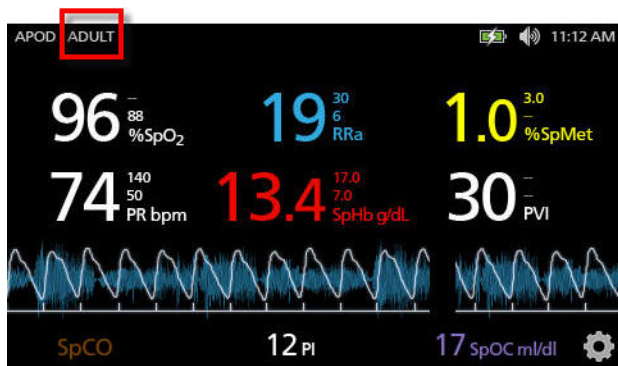 APOD ADULT 11:12 AM
96 -- 88 %SpO2
19 30 6 RRa
1.0 3.0 -- %SpMet
74 140 50 PR bpm
13.4 17.0 7.0 SpHb g/dL
30 -- -- PVI
SpCO 12 PI 17 SpOC ml/dl